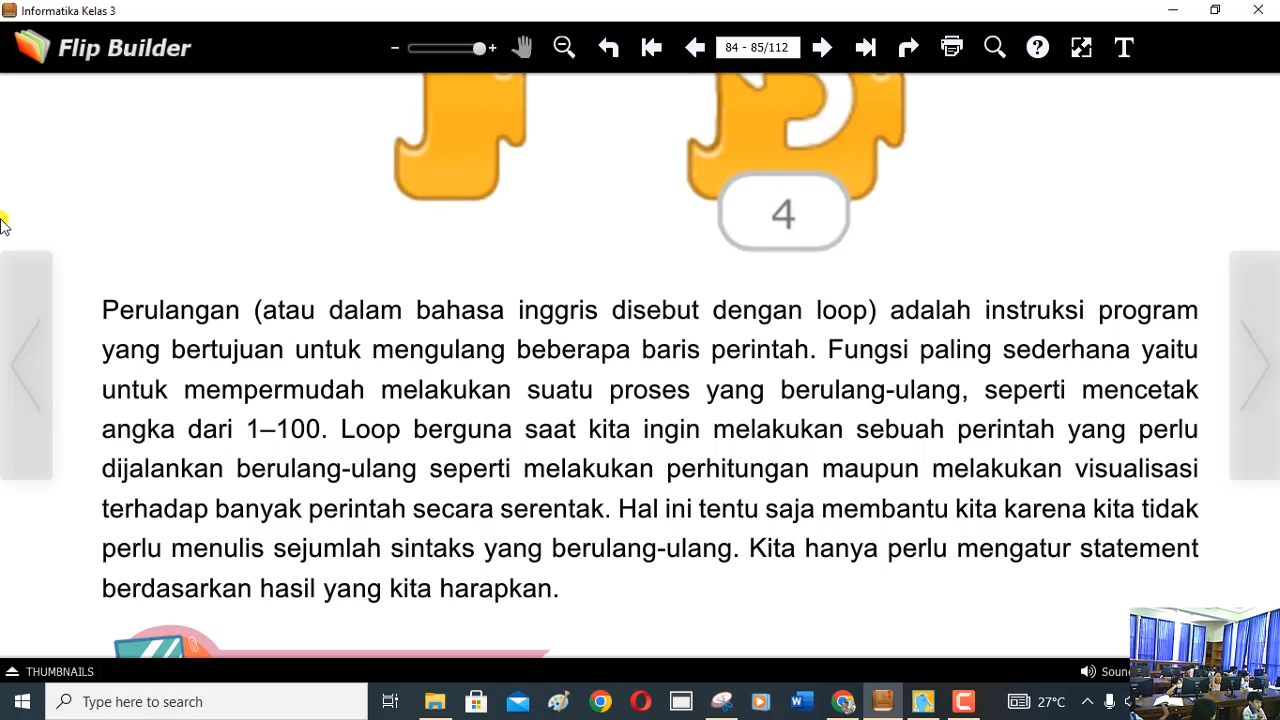 Informatika Kelas 3
Flip Builder
84 - 85/112
4
Perulangan (atau dalam bahasa inggris disebut dengan loop) adalah instruksi program
yang bertujuan untuk mengulang beberapa baris perintah. Fungsi paling sederhana yaitu
untuk mempermudah melakukan suatu proses yang berulang-ulang, seperti mencetak
angka dari 1–100. Loop berguna saat kita ingin melakukan sebuah perintah yang perlu
dijalankan berulang-ulang seperti melakukan perhitungan maupun melakukan visualisasi
terhadap banyak perintah secara serentak. Hal ini tentu saja membantu kita karena kita tidak
perlu menulis sejumlah sintaks yang berulang-ulang. Kita hanya perlu mengatur statement
berdasarkan hasil yang kita harapkan.
THUMBNAILS
Type here to search
27°C